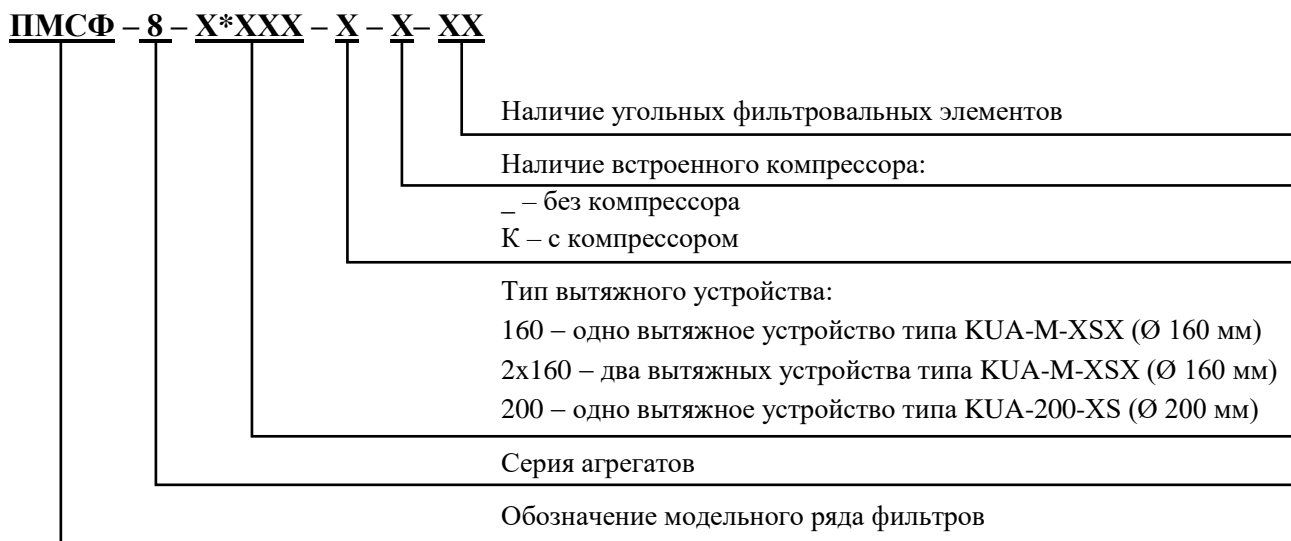 ПМСФ – 8 – Х*ХХХ – Х – Х– ХХ
Наличие угольных фильтровальных элементов
Наличие встроенного компрессора:
_ – без компрессора
К – с компрессором
Тип вытяжного устройства:
160 – одно вытяжное устройство типа KUA-M-XSX (Ø 160 мм)
2х160 – два вытяжных устройства типа KUA-M-XSX (Ø 160 мм)
200 – одно вытяжное устройство типа KUA-200-XS (Ø 200 мм)
Серия агрегатов
Обозначение модельного ряда фильтров